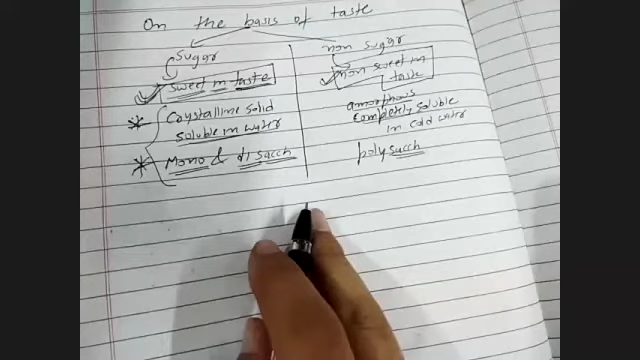 On the basis of taste
sugar
sweet in taste
Crystalline solid
soluble in water
Mono & di sacch
non sugar
non sweet in
taste
amorphous
completely soluble
in cold water
poly sacch